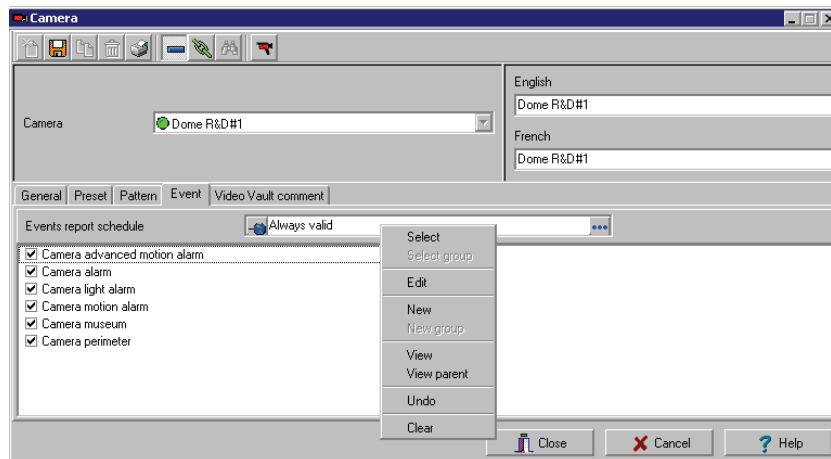 Camera
English
Dome R&D#1
Camera
Dome R&D#1
French
Dome R&D#1
General Preset Pattern Event Video Vault comment
Events report schedule
Always valid
Camera advanced motion alarm
Camera alarm
Camera light alarm
Camera motion alarm
Camera museum
Camera perimeter
Select
Select group
Edit
New
New group
View
View parent
Undo
Clear
Close Cancel Help